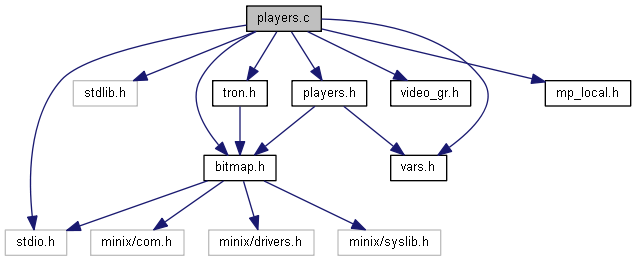 players.c
stdlib.h
tron.h
players.h
video_gr.h
mp_local.h
bitmap.h
vars.h
stdio.h
minix/com.h
minix/drivers.h
minix/syslib.h